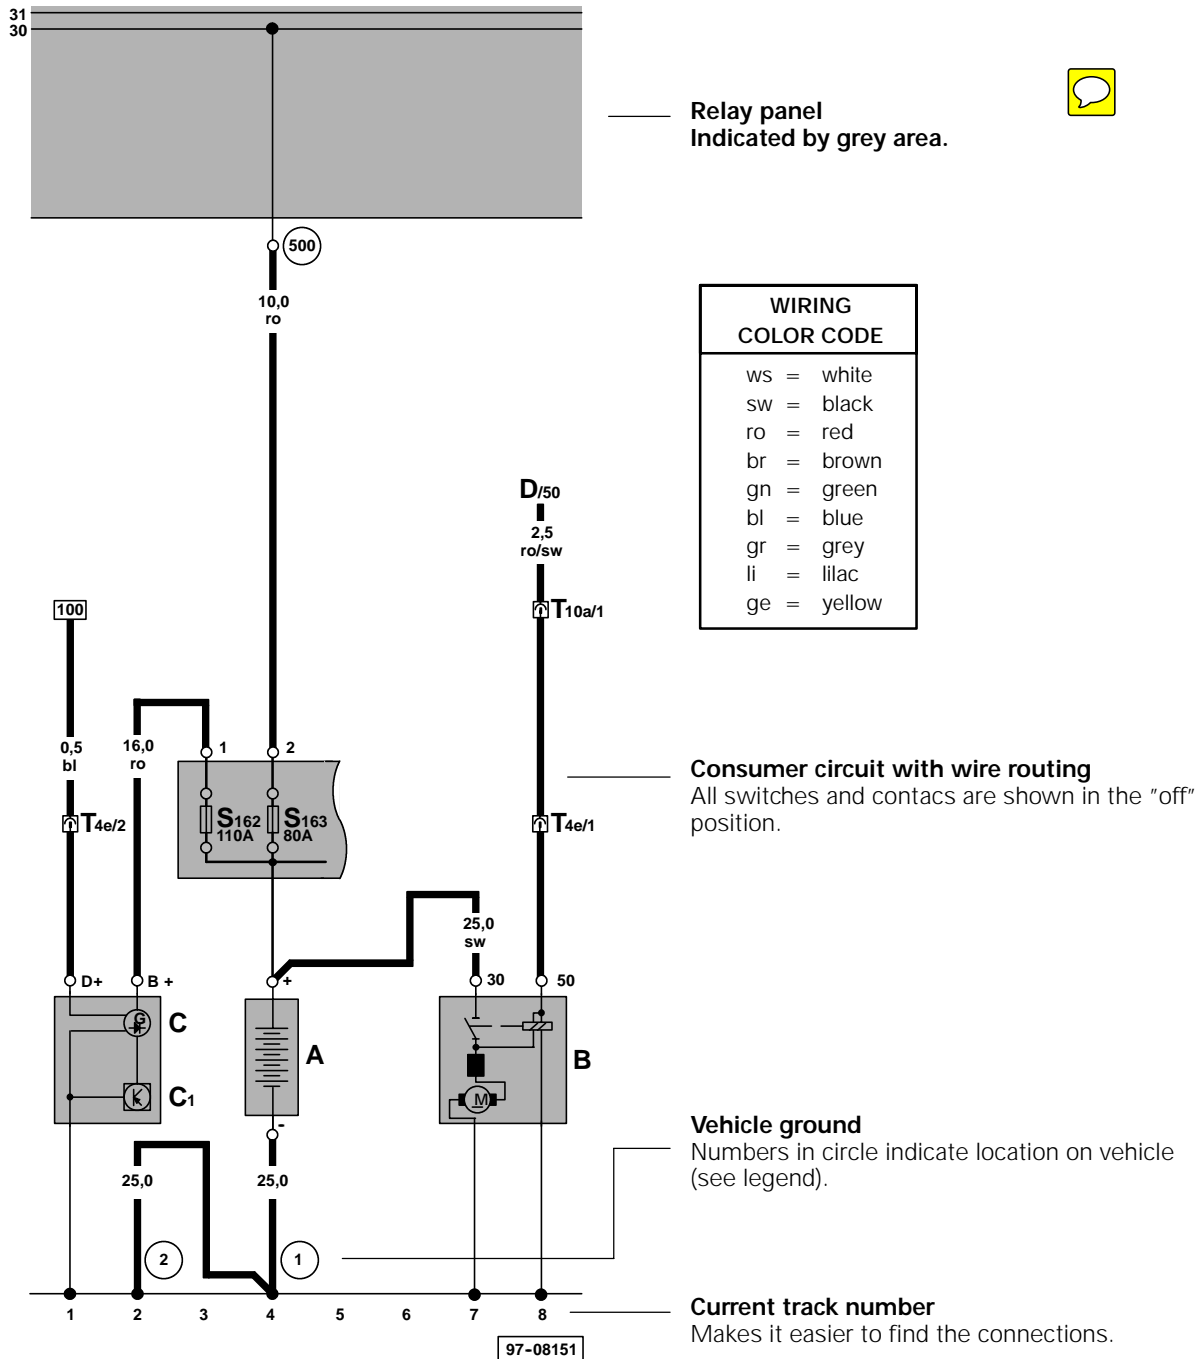 31
30
Relay panel
Indicated by grey area.
500
10,0
ro
WIRING
COLOR CODE
ws = white
sw = black
ro = red
br = brown
gn = green
bl = blue
gr = grey
li = lilac
ge = yellow
D/50
2,5
ro/sw
100
T10a/1
0,5
bl
16,0
ro
1
2
Consumer circuit with wire routing
All switches and contacs are shown in the "off"
position.
T4e/2
S162
110A
S163
80A
T4e/1
25,0
sw
D+
B +
+
30
50
G
C
A
B
C1
M
-
Vehicle ground
Numbers in circle indicate location on vehicle
(see legend).
25,0
25,0
2
1
1 2 3 4 5 6 7 8
Current track number
Makes it easier to find the connections.
97-08151